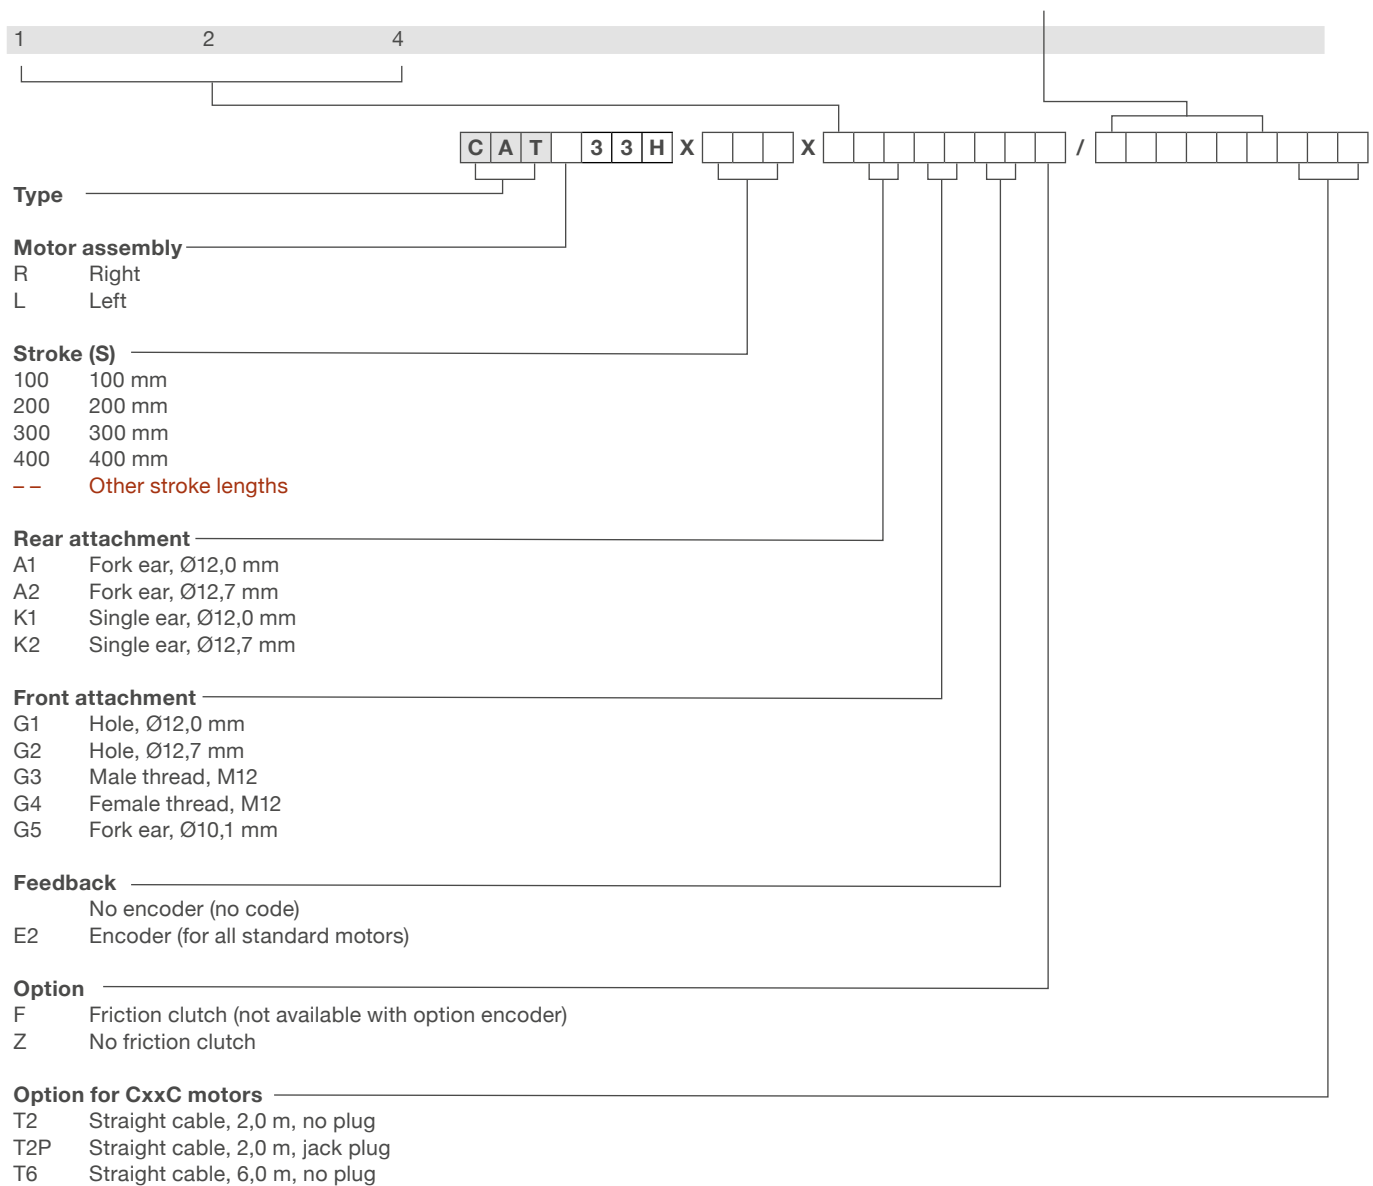 1 2 4
C A T 3 3 H X X /
Type
Motor assembly
R Right
L Left
Stroke (S)
100 100 mm
200 200 mm
300 300 mm
400 400 mm
– – Other stroke lengths
Rear attachment
A1 Fork ear, Ø12,0 mm
A2 Fork ear, Ø12,7 mm
K1 Single ear, Ø12,0 mm
K2 Single ear, Ø12,7 mm
Front attachment
G1 Hole, Ø12,0 mm
G2 Hole, Ø12,7 mm
G3 Male thread, M12
G4 Female thread, M12
G5 Fork ear, Ø10,1 mm
Feedback
No encoder (no code)
E2 Encoder (for all standard motors)
Option
F Friction clutch (not available with option encoder)
Z No friction clutch
Option for CxxC motors
T2 Straight cable, 2,0 m, no plug
T2P Straight cable, 2,0 m, jack plug
T6 Straight cable, 6,0 m, no plug